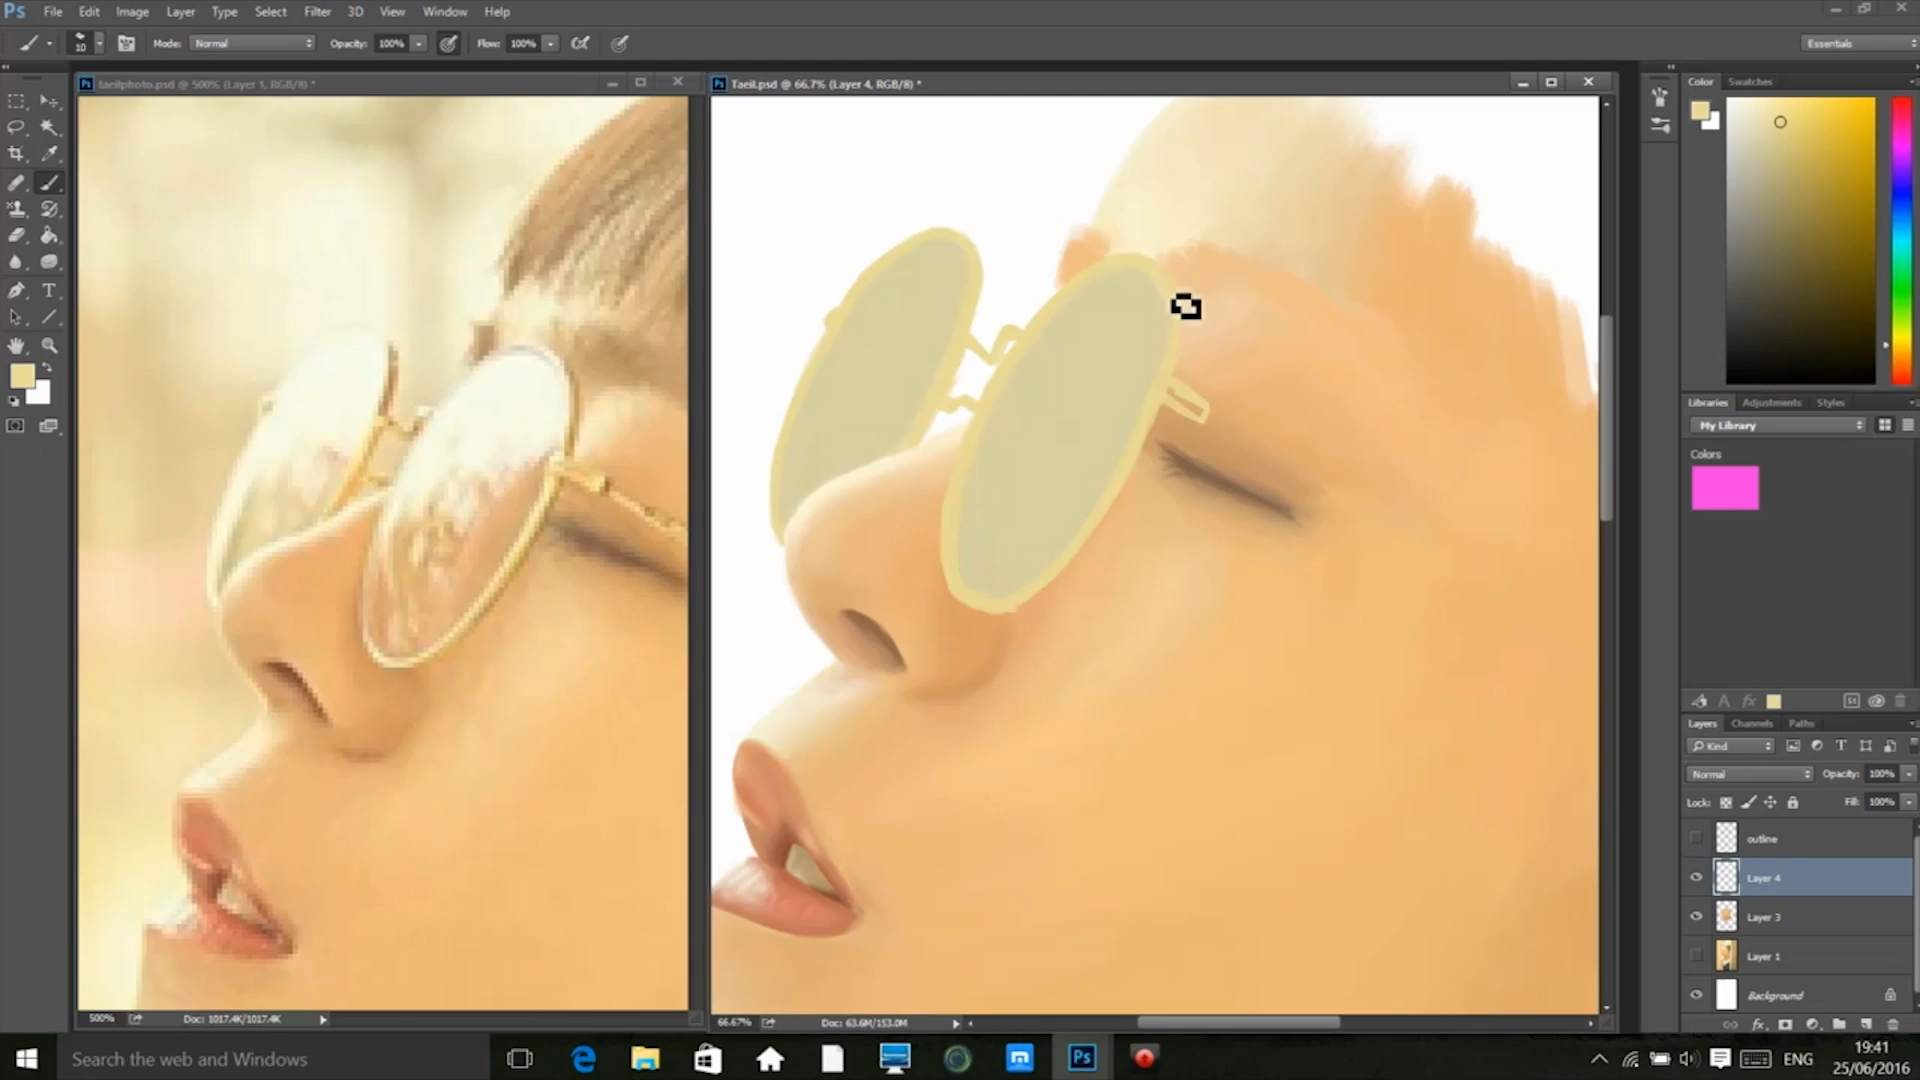 Ps File Edit Image Layer Type Select Filter 3D View Window Help
10 Mode: Normal Opacity: 100% Flow: 100% Essentials
taeilphoto.psd @ 500% (Layer 1, RGB/8) *
Taeil.psd @ 66.7% (Layer 4, RGB/8) *
Color Swatches
Libraries Adjustments Styles
My Library
Colors
Layers Channels Paths
Kind
Normal Opacity: 100%
Lock: Fill: 100%
outline
Layer 4
Layer 3
Layer 1
Background
500% Doc: 1017.4K/1017.4K
66.67% Doc: 63.6M/153.0M
Search the web and Windows
Ps
ENG
19:41
25/06/2016